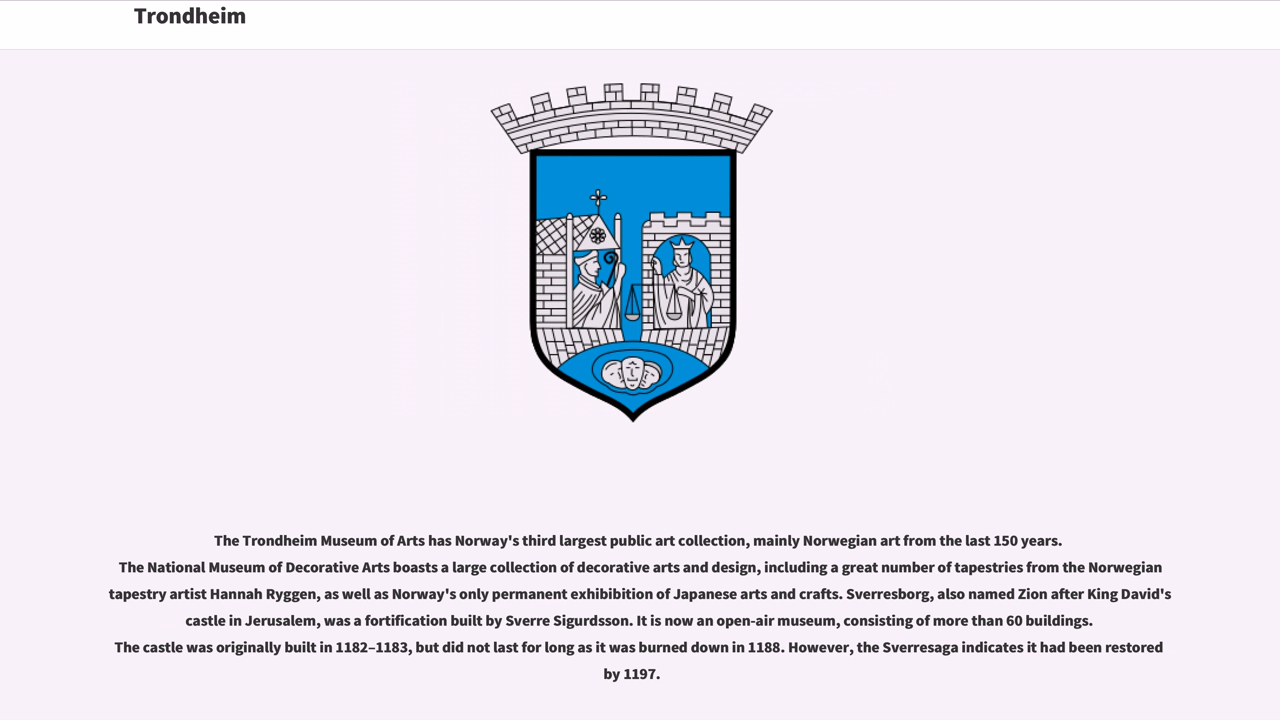 Trondheim
The Trondheim Museum of Arts has Norway's third largest public art collection, mainly Norwegian art from the last 150 years.
The National Museum of Decorative Arts boasts a large collection of decorative arts and design, including a great number of tapestries from the Norwegian
tapestry artist Hannah Ryggen, as well as Norway's only permanent exhibibition of Japanese arts and crafts. Sverresborg, also named Zion after King David's
castle in Jerusalem, was a fortification built by Sverre Sigurdsson. It is now an open-air museum, consisting of more than 60 buildings.
The castle was originally built in 1182–1183, but did not last for long as it was burned down in 1188. However, the Sverresaga indicates it had been restored
by 1197.